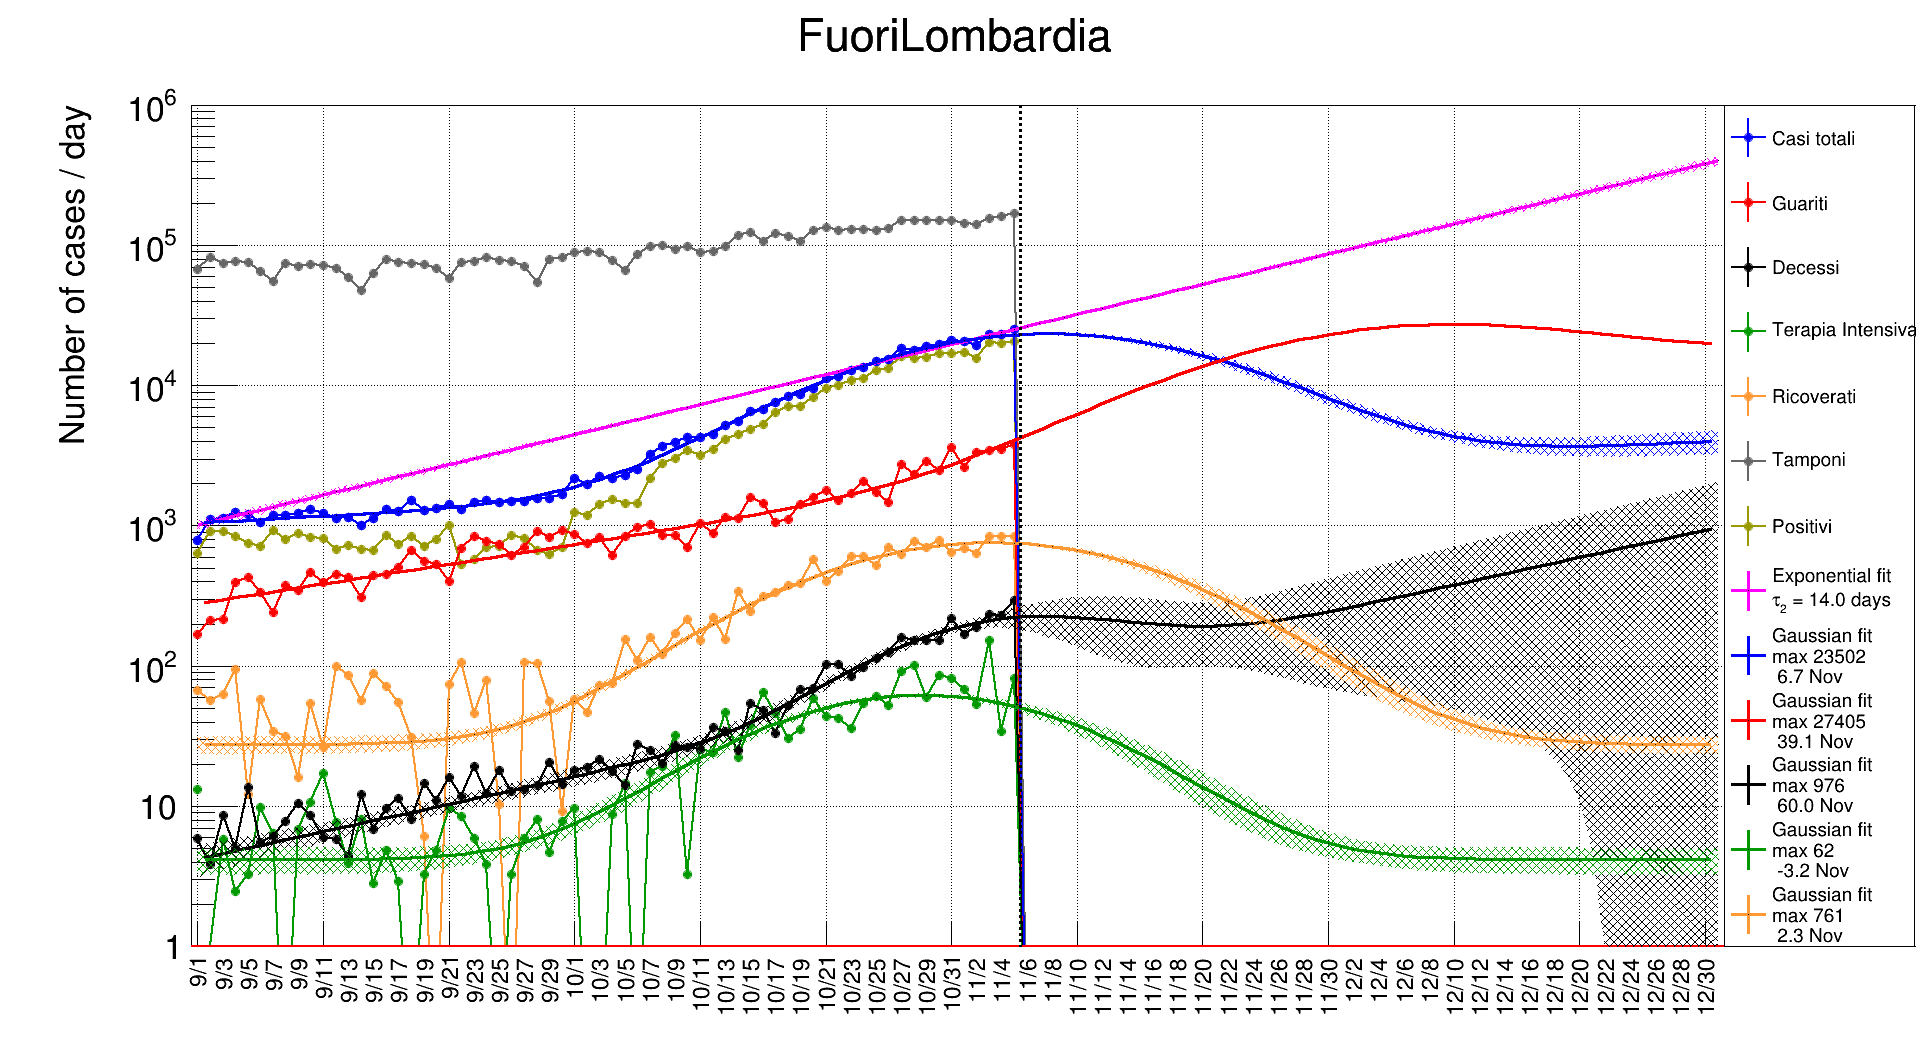 FuoriLombardia
Number of cases / day
10^6
10^5
10^4
10^3
10^2
10
1
9/1
9/3
9/5
9/7
9/9
9/11
9/13
9/15
9/17
9/19
9/21
9/23
9/25
9/27
9/29
10/1
10/3
10/5
10/7
10/9
10/11
10/13
10/15
10/17
10/19
10/21
10/23
10/25
10/27
10/29
10/31
11/2
11/4
11/6
11/8
11/10
11/12
11/14
11/16
11/18
11/20
11/22
11/24
11/26
11/28
11/30
12/2
12/4
12/6
12/8
12/10
12/12
12/14
12/16
12/18
12/20
12/22
12/24
12/26
12/28
12/30
Casi totali
Guariti
Decessi
Terapia Intensiva
Ricoverati
Tamponi
Positivi
Exponential fit
τ₂ = 14.0 days
Gaussian fit
max 23502
6.7 Nov
Gaussian fit
max 27405
39.1 Nov
Gaussian fit
max 976
60.0 Nov
Gaussian fit
max 62
-3.2 Nov
Gaussian fit
max 761
2.3 Nov